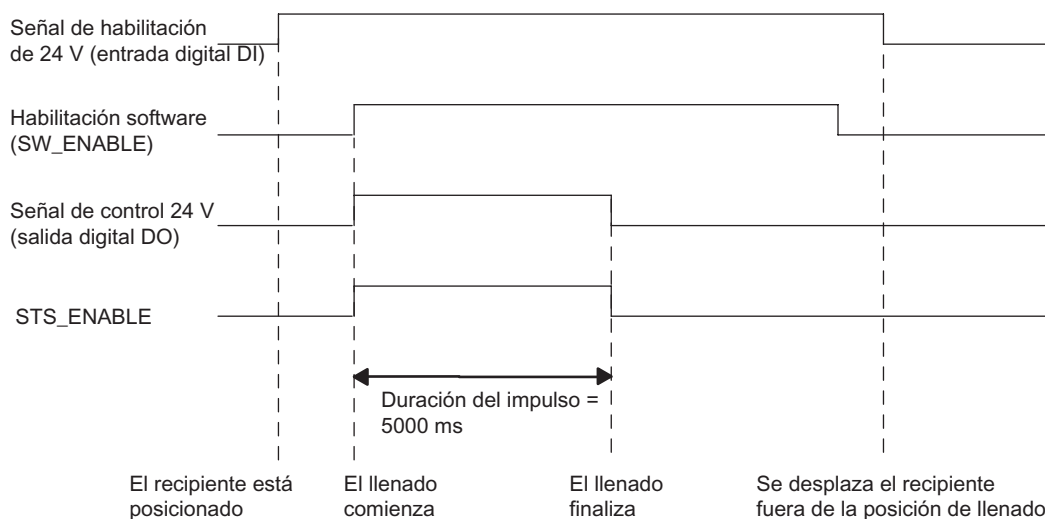 Señal de habilitación
de 24 V (entrada digital DI)
Habilitación software
(SW_ENABLE)
Señal de control 24 V
(salida digital DO)
STS_ENABLE
Duración del impulso =
5000 ms
El recipiente está
posicionado
El llenado
comienza
El llenado
finaliza
Se desplaza el recipiente
fuera de la posición de llenado